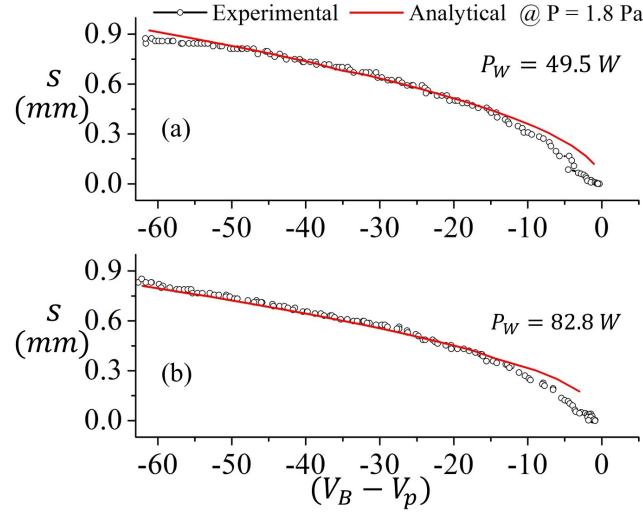 Experimental Analytical @ P = 1.8 Pa
0.9
0.6
0.3
0.0
s
(mm)
P_W = 49.5 W
(a)
-60 -50 -40 -30 -20 -10 0
0.9
0.6
0.3
0.0
s
(mm)
P_W = 82.8 W
(b)
-60 -50 -40 -30 -20 -10 0
(V_B − V_p)